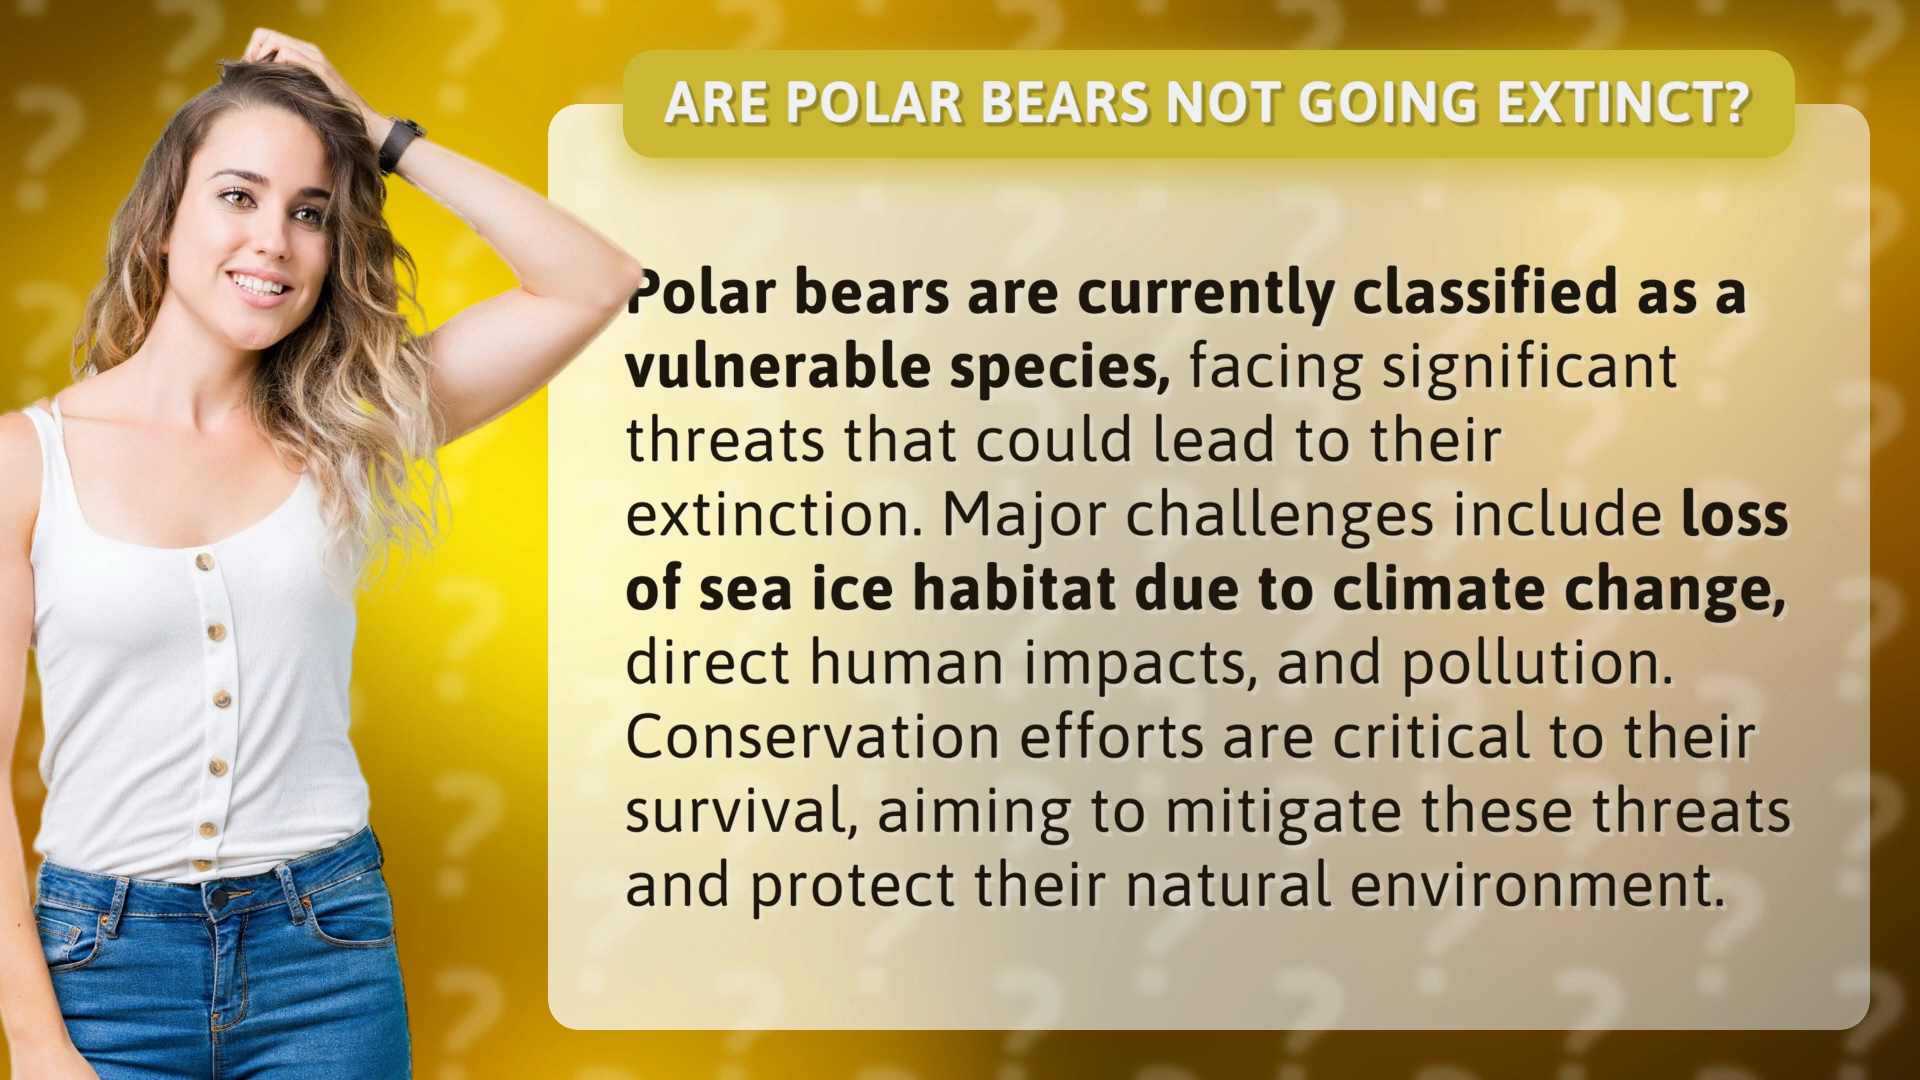 ARE POLAR BEARS NOT GOING EXTINCT?
Polar bears are currently classified as a
vulnerable species, facing significant
threats that could lead to their
extinction. Major challenges include loss
of sea ice habitat due to climate change,
direct human impacts, and pollution.
Conservation efforts are critical to their
survival, aiming to mitigate these threats
and protect their natural environment.